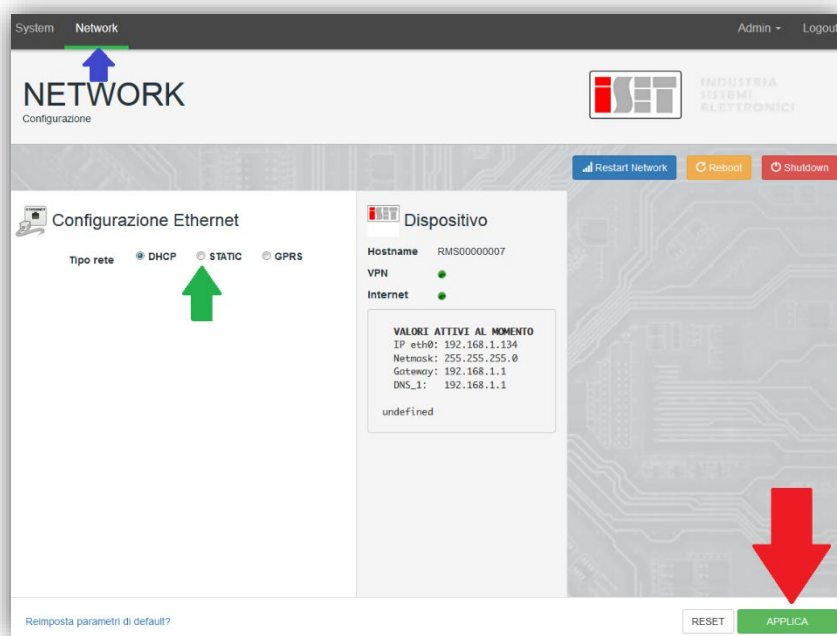 System Network Admin Logout
NETWORK
Configurazione
iSET
INDUSTRIA
SISTEMI
ELETTRONICI
Restart Network Reboot Shutdown
Configurazione Ethernet
Tipo rete DHCP STATIC GPRS
iSET Dispositivo
Hostname RMS00000007
VPN
Internet
VALORI ATTIVI AL MOMENTO
IP eth0: 192.168.1.134
Netmask: 255.255.255.0
Gateway: 192.168.1.1
DNS_1: 192.168.1.1
undefined
Reimposta parametri di default?
RESET APPLICA